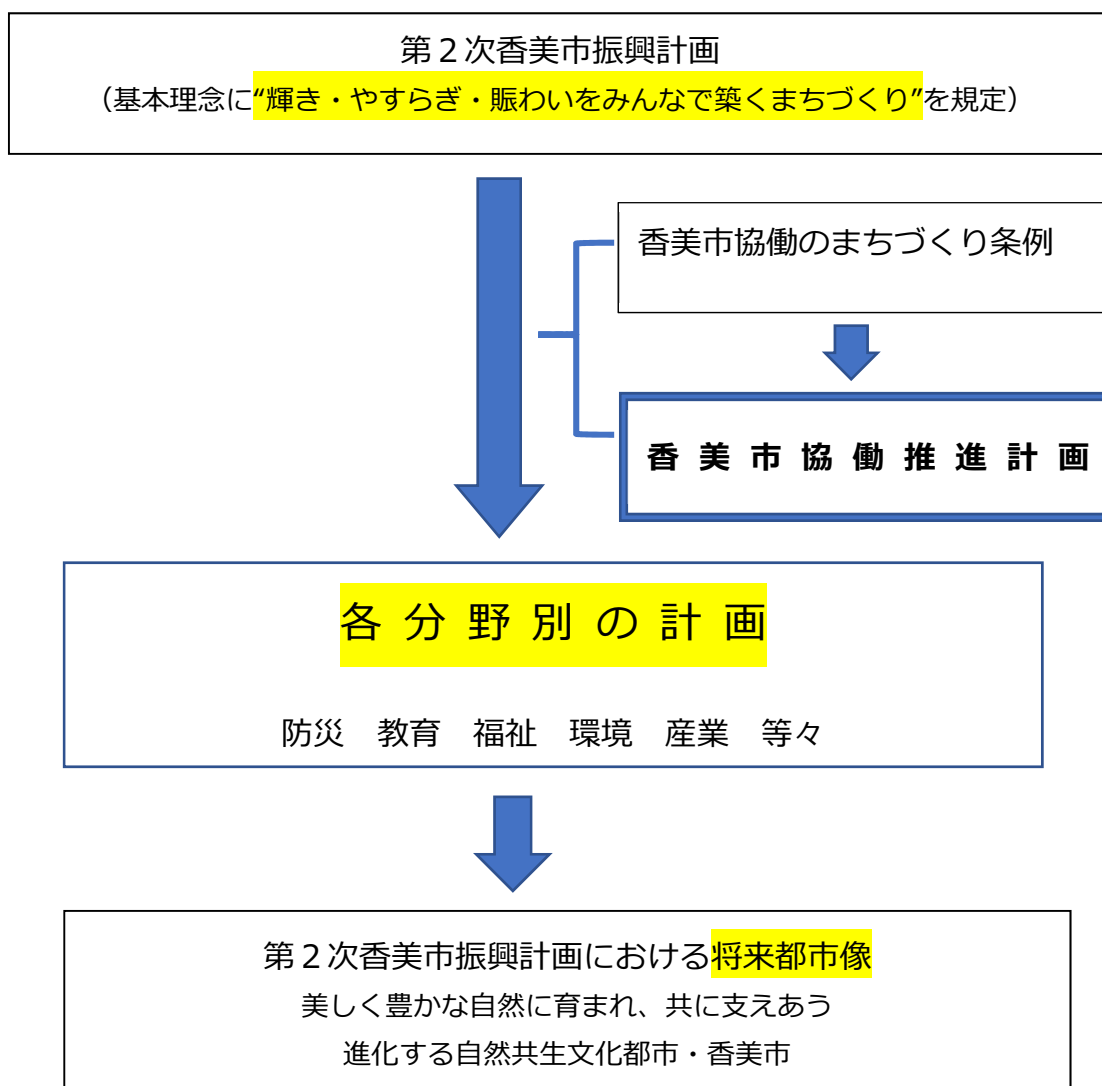 第２次香美市振興計画
（基本理念に“輝き・やすらぎ・賑わいをみんなで築くまちづくり”を規定）
香美市協働のまちづくり条例
香美市協働推進計画
各分野別の計画
防災　教育　福祉　環境　産業　等々
第２次香美市振興計画における将来都市像
美しく豊かな自然に育まれ、共に支えあう
進化する自然共生文化都市・香美市